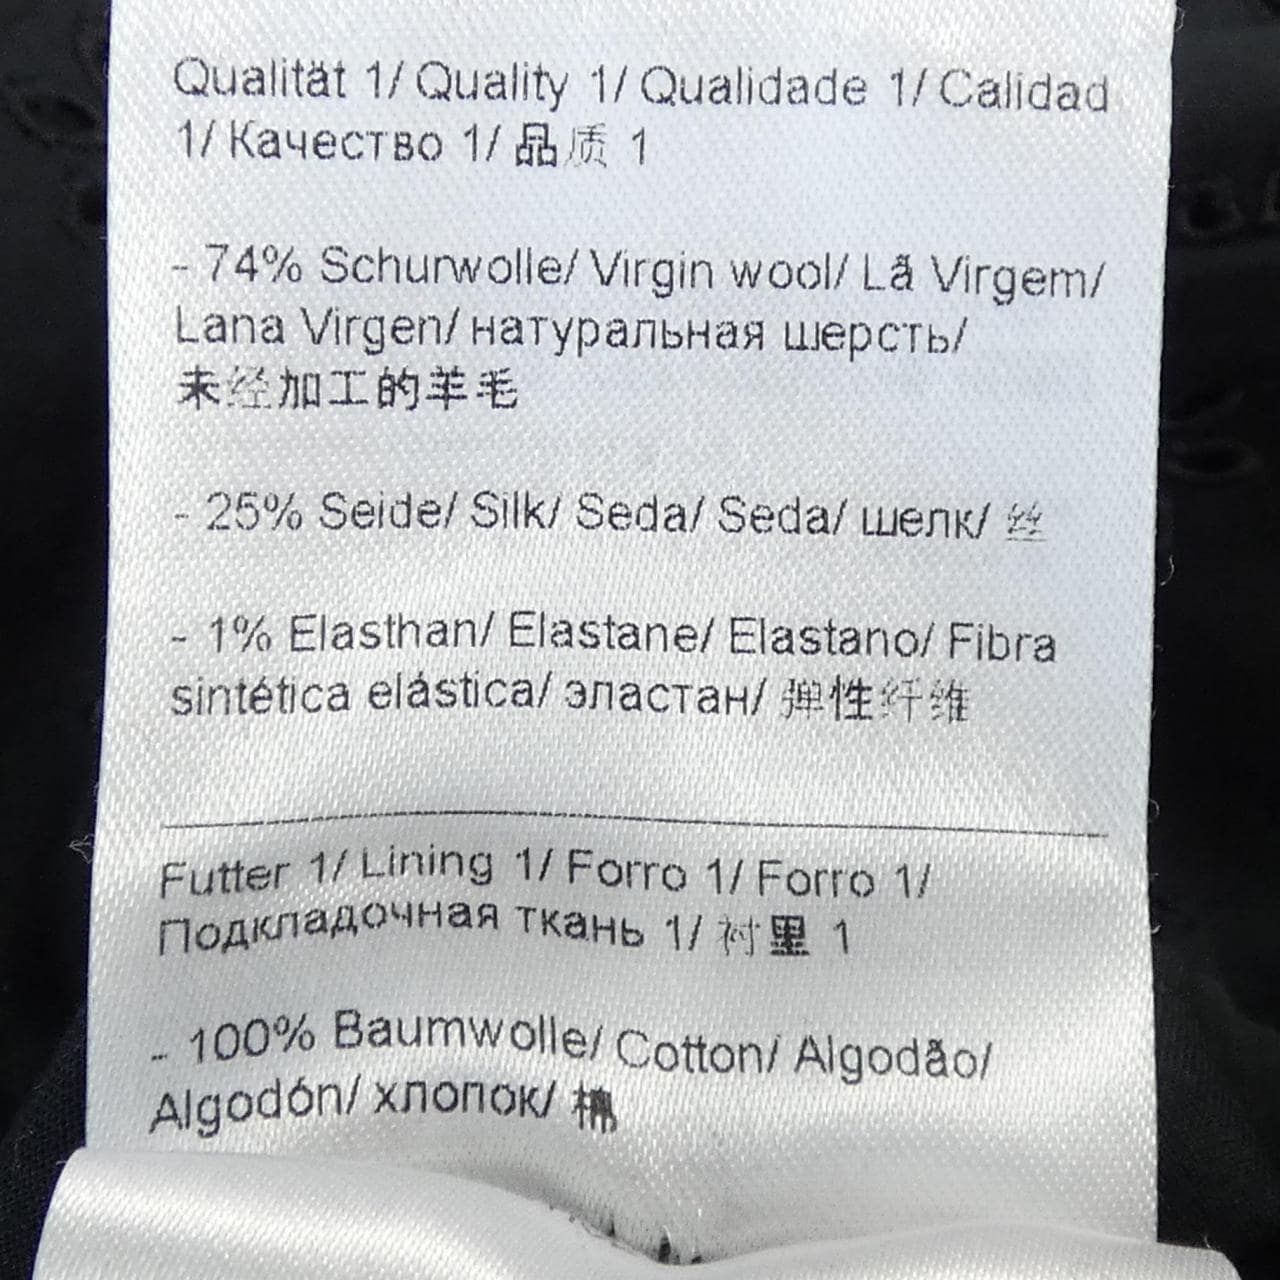 Qualität 1/ Quality 1/ Qualidade 1/ Calidad
1/ Качество 1/ 品质 1
- 74% Schurwolle/ Virgin wool/ Lã Virgem/
Lana Virgen/ натуральная шерсть/
未经加工的羊毛
- 25% Seide/ Silk/ Seda/ Seda/ шелк/ 丝
- 1% Elasthan/ Elastane/ Elastano/ Fibra
sintética elástica/ эластан/ 弹性纤维
Futter 1/ Lining 1/ Forro 1/ Forro 1/
Подкладочная ткань 1/ 衬里 1
- 100% Baumwolle/ Cotton/ Algodão/
Algodón/ хлопок/ 棉